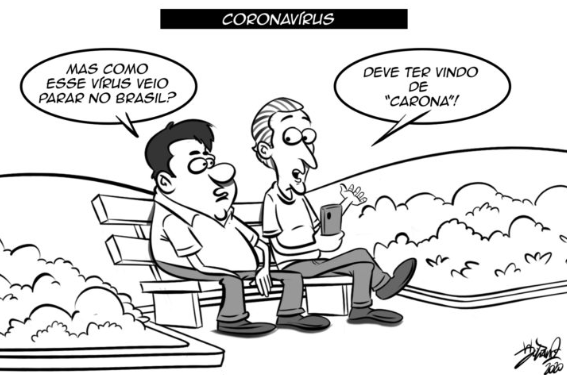 CORONAVÍRUS
MAS COMO
ESSE VÍRUS VEIO
PARAR NO BRASIL?
DEVE TER VINDO
DE
"CARONA"!
2020